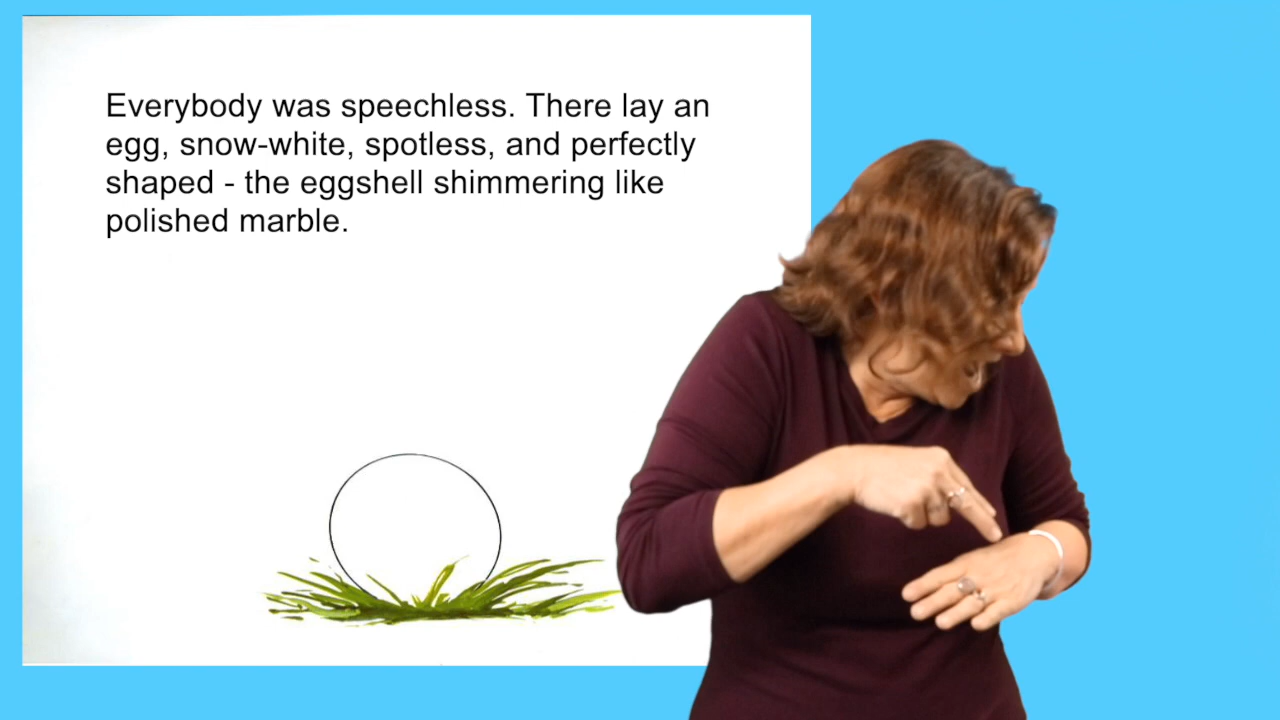 Everybody was speechless. There lay an
egg, snow-white, spotless, and perfectly
shaped - the eggshell shimmering like
polished marble.